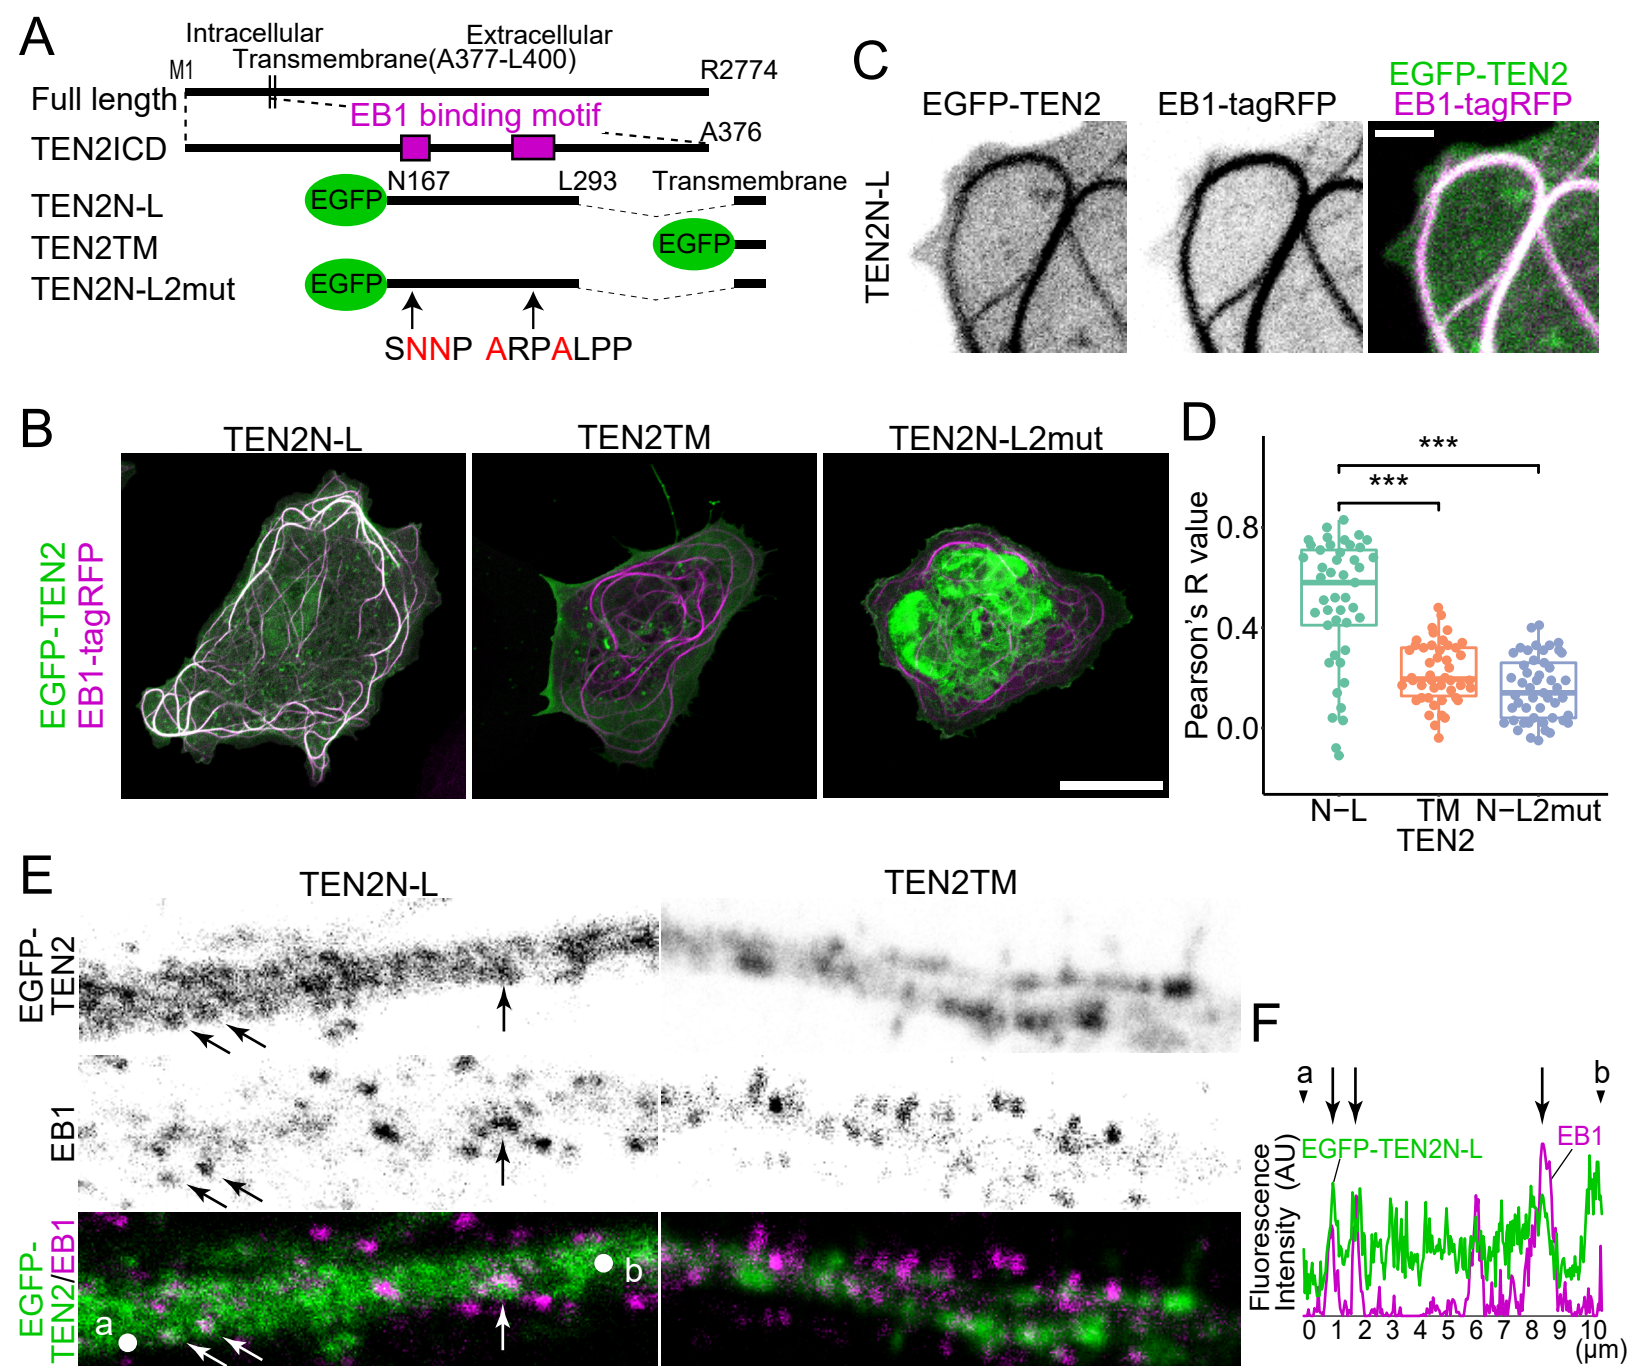 A
Intracellular
Extracellular
Transmembrane(A377-L400)
M1
R2774
Full length
EB1 binding motif
A376
TEN2ICD
N167
L293
Transmembrane
EGFP
TEN2N-L
EGFP
TEN2TM
EGFP
TEN2N-L2mut
SNNP ARPALPP
B
TEN2N-L
TEN2TM
TEN2N-L2mut
EGFP-TEN2
EB1-tagRFP
C
EGFP-TEN2
EB1-tagRFP
EGFP-TEN2
EB1-tagRFP
TEN2N-L
D
***
***
Pearson's R value
0.8
0.4
0.0
N−L
TM
N−L2mut
TEN2
E
TEN2N-L
TEN2TM
EGFP-
TEN2
EB1
EGFP-
TEN2/EB1
a
b
F
a
b
EGFP-TEN2N-L
EB1
Fluorescence
Intensity (AU)
0 1 2 3 4 5 6 7 8 9 10
(μm)